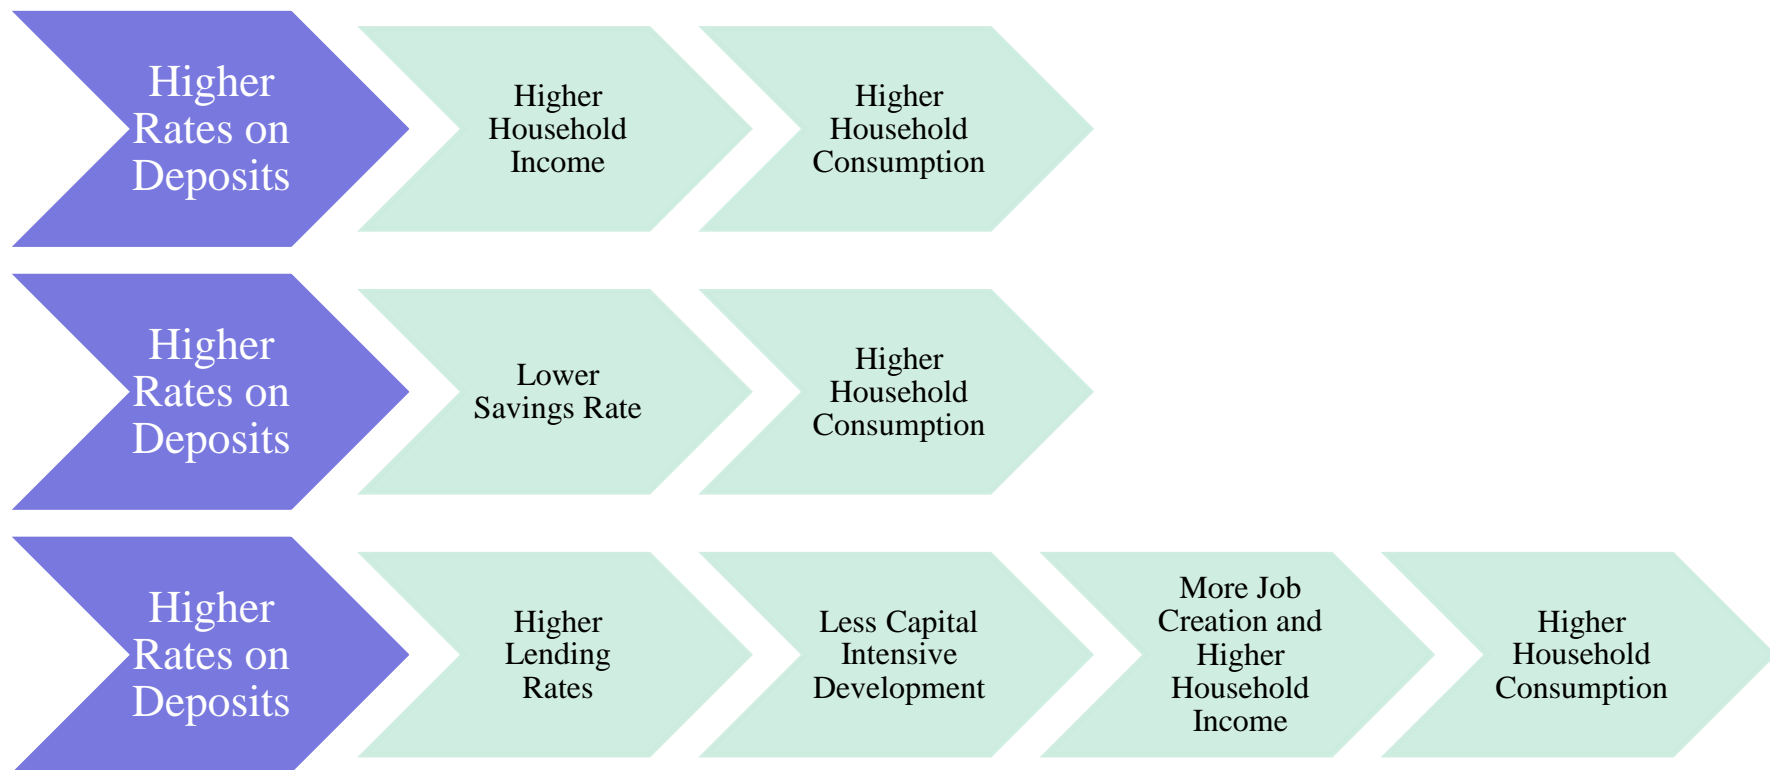 Higher
Rates on
Deposits
Higher
Household
Income
Higher
Household
Consumption
Higher
Rates on
Deposits
Lower
Savings Rate
Higher
Household
Consumption
Higher
Rates on
Deposits
Higher
Lending
Rates
Less Capital
Intensive
Development
More Job
Creation and
Higher
Household
Income
Higher
Household
Consumption